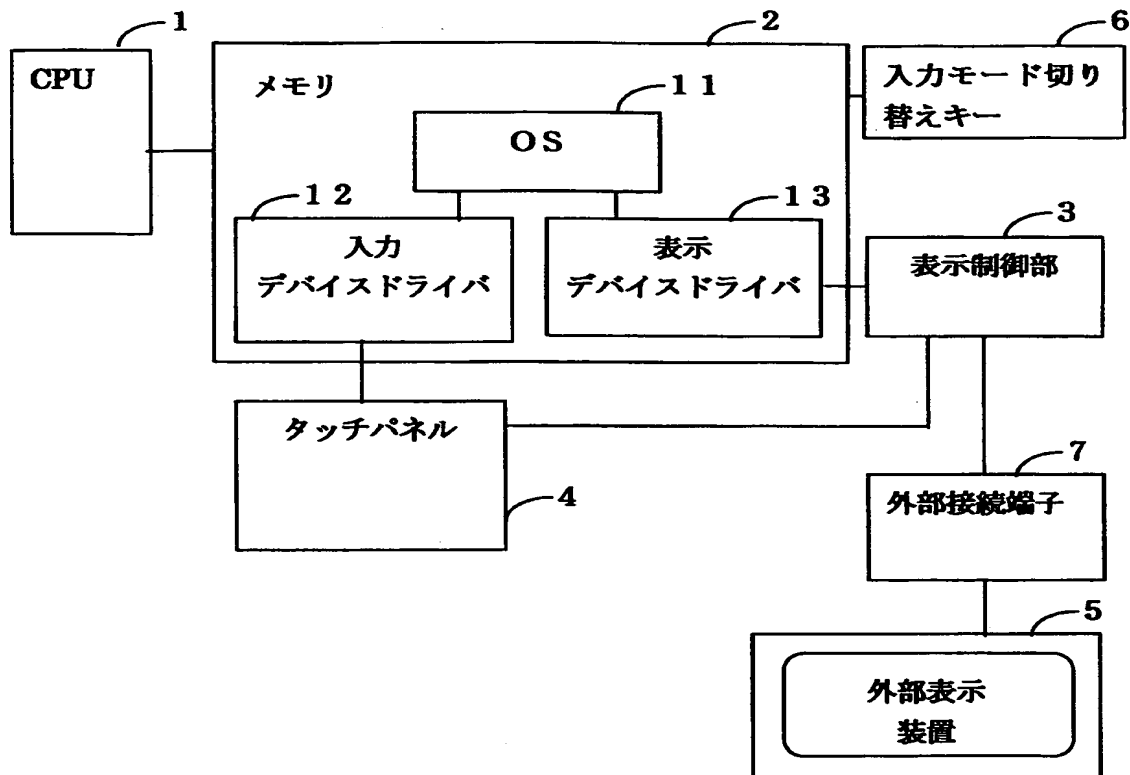 1
CPU
2
メモリ
11
OS
12
入力
デバイスドライバ
13
表示
デバイスドライバ
6
入力モード切り
替えキー
3
表示制御部
タッチパネル
4
7
外部接続端子
5
外部表示
装置